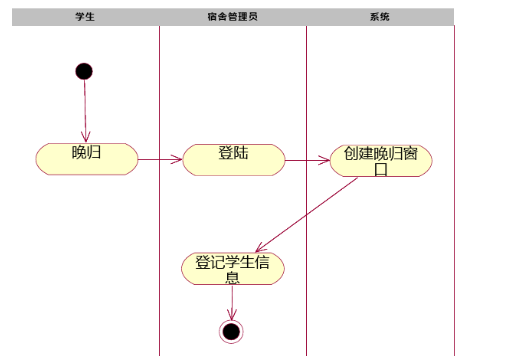 学生 宿舍管理员 系统
晚归 登陆 创建晚归窗
口
登记学生信
息